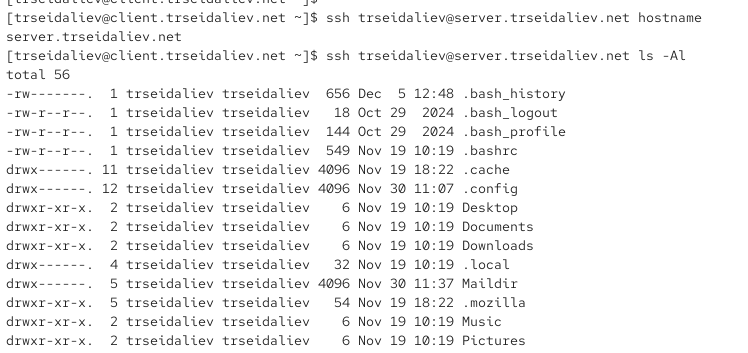 [trseidaliev@client.trseidaliev.net ~]$
[trseidaliev@client.trseidaliev.net ~]$ ssh trseidaliev@server.trseidaliev.net hostname
server.trseidaliev.net
[trseidaliev@client.trseidaliev.net ~]$ ssh trseidaliev@server.trseidaliev.net ls -Al
total 56
-rw-------.  1 trseidaliev trseidaliev  656 Dec  5 12:48 .bash_history
-rw-r--r--.  1 trseidaliev trseidaliev   18 Oct 29  2024 .bash_logout
-rw-r--r--.  1 trseidaliev trseidaliev  144 Oct 29  2024 .bash_profile
-rw-r--r--.  1 trseidaliev trseidaliev  549 Nov 19 10:19 .bashrc
drwx------. 11 trseidaliev trseidaliev 4096 Nov 19 18:22 .cache
drwx------. 12 trseidaliev trseidaliev 4096 Nov 30 11:07 .config
drwxr-xr-x.  2 trseidaliev trseidaliev    6 Nov 19 10:19 Desktop
drwxr-xr-x.  2 trseidaliev trseidaliev    6 Nov 19 10:19 Documents
drwxr-xr-x.  2 trseidaliev trseidaliev    6 Nov 19 10:19 Downloads
drwx------.  4 trseidaliev trseidaliev   32 Nov 19 10:19 .local
drwx------.  5 trseidaliev trseidaliev 4096 Nov 30 11:37 Maildir
drwxr-xr-x.  5 trseidaliev trseidaliev   54 Nov 19 18:22 .mozilla
drwxr-xr-x.  2 trseidaliev trseidaliev    6 Nov 19 10:19 Music
drwxr-xr-x.  2 trseidaliev trseidaliev    6 Nov 19 10:19 Pictures